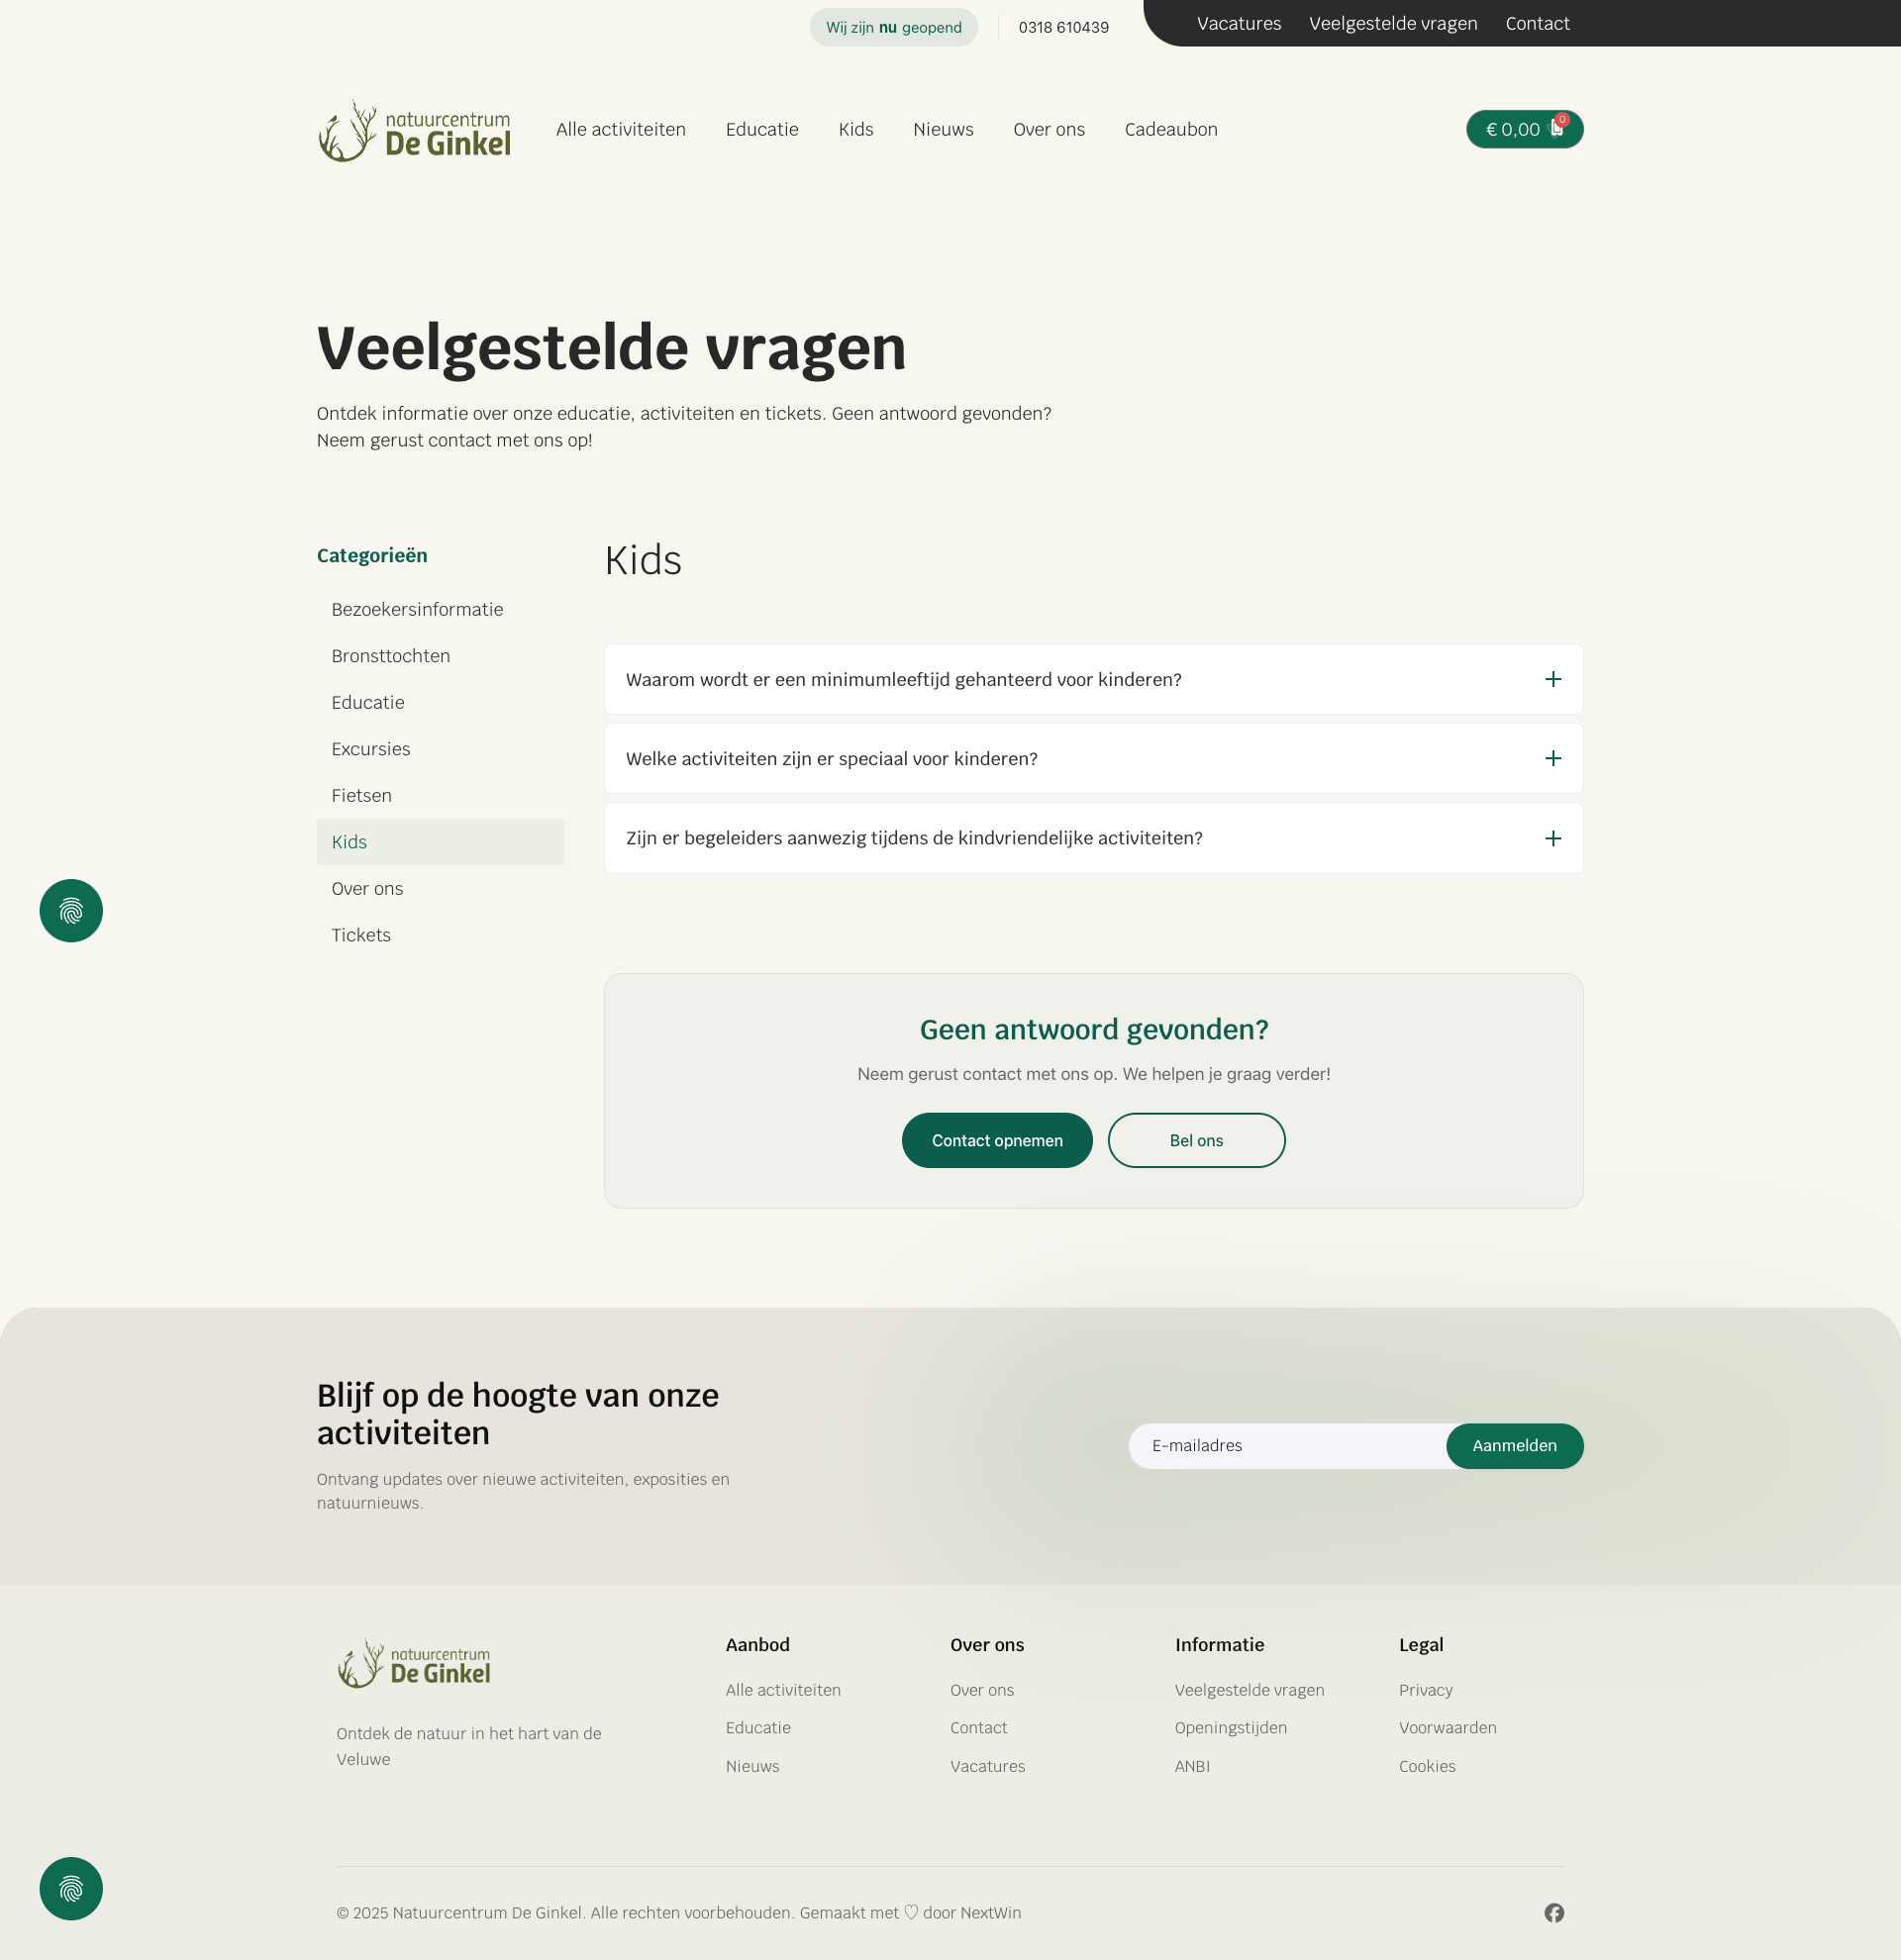 Wij zijn nu geopend
0318 610439
Vacatures
Veelgestelde vragen
Contact
natuurcentrum
De Ginkel
Alle activiteiten
Educatie
Kids
Nieuws
Over ons
Cadeaubon
€ 0,00
0
Veelgestelde vragen
Ontdek informatie over onze educatie, activiteiten en tickets. Geen antwoord gevonden?
Neem gerust contact met ons op!
Categorieën
Bezoekersinformatie
Bronsttochten
Educatie
Excursies
Fietsen
Kids
Over ons
Tickets
Kids
Waarom wordt er een minimumleeftijd gehanteerd voor kinderen?
Welke activiteiten zijn er speciaal voor kinderen?
Zijn er begeleiders aanwezig tijdens de kindvriendelijke activiteiten?
Geen antwoord gevonden?
Neem gerust contact met ons op. We helpen je graag verder!
Contact opnemen
Bel ons
Blijf op de hoogte van onze
activiteiten
Ontvang updates over nieuwe activiteiten, exposities en
natuurnieuws.
E-mailadres
Aanmelden
natuurcentrum
De Ginkel
Ontdek de natuur in het hart van de
Veluwe
Aanbod
Alle activiteiten
Educatie
Nieuws
Over ons
Over ons
Contact
Vacatures
Informatie
Veelgestelde vragen
Openingstijden
ANBI
Legal
Privacy
Voorwaarden
Cookies
© 2025 Natuurcentrum De Ginkel. Alle rechten voorbehouden. Gemaakt met ♡ door NextWin